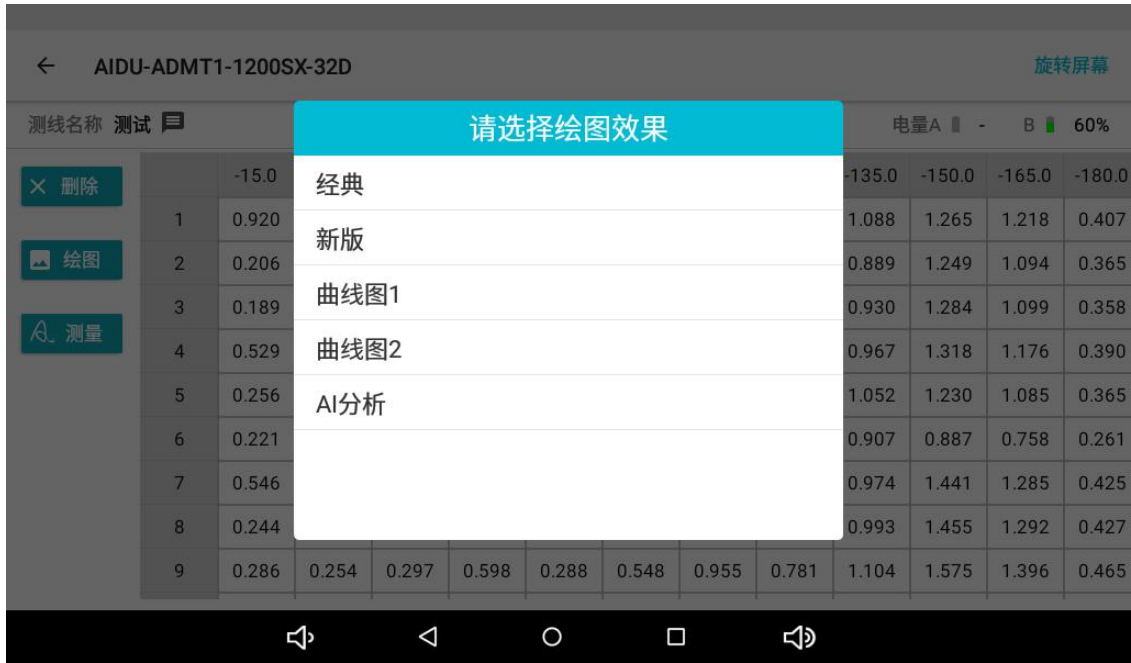 AIDU-ADMT1-1200SX-32D 旋转屏幕
测线名称 测试 电量A - B 60%
请选择绘图效果
经典
新版
曲线图1
曲线图2
AI分析
删除
绘图
测量
-15.0 -135.0 -150.0 -165.0 -180.0
1 0.920 1.088 1.265 1.218 0.407
2 0.206 0.889 1.249 1.094 0.365
3 0.189 0.930 1.284 1.099 0.358
4 0.529 0.967 1.318 1.176 0.390
5 0.256 1.052 1.230 1.085 0.365
6 0.221 0.907 0.887 0.758 0.261
7 0.546 0.974 1.441 1.285 0.425
8 0.244 0.993 1.455 1.292 0.427
9 0.286 0.254 0.297 0.598 0.288 0.548 0.955 0.781 1.104 1.575 1.396 0.465